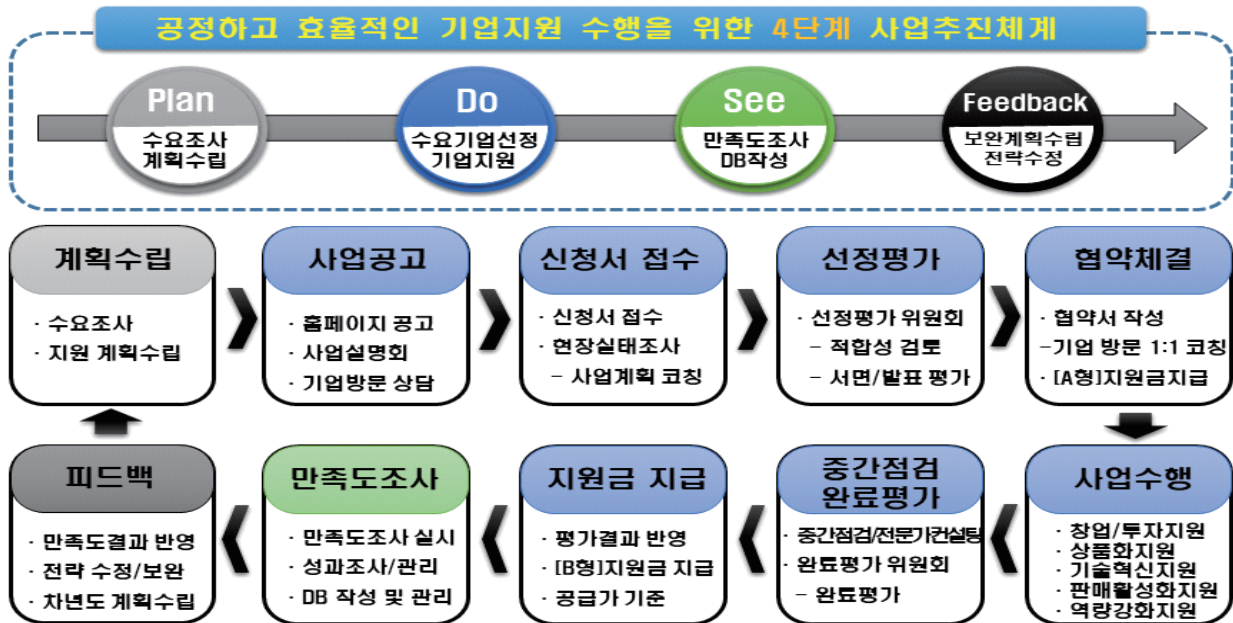 공정하고 효율적인 기업지원 수행을 위한 4단계 사업추진체계
Plan
수요조사
계획수립
Do
수요기업선정
기업지원
See
만족도조사
DB작성
Feedback
보완계획수립
전략수정
계획수립
· 수요조사
· 지원 계획수립
사업공고
· 홈페이지 공고
· 사업설명회
· 기업방문 상담
신청서 접수
· 신청서 접수
· 현장실태조사
- 사업계획 코칭
선정평가
· 선정평가 위원회
- 적합성 검토
- 서면/발표 평가
협약체결
· 협약서 작성
-기업 방문 1:1 코칭
· [A형]지원금지급
피드백
· 만족도결과 반영
· 전략 수정/보완
· 차년도 계획수립
만족도조사
· 만족도조사 실시
· 성과조사/관리
· DB 작성 및 관리
지원금 지급
· 평가결과 반영
· [B형]지원금 지급
· 공급가 기준
중간점검
완료평가
· 중간점검/전문가컨설팅
· 완료평가 위원회
- 완료평가
사업수행
· 창업/투자지원
· 상품화지원
· 기술혁신지원
· 판매활성화지원
· 역량강화지원